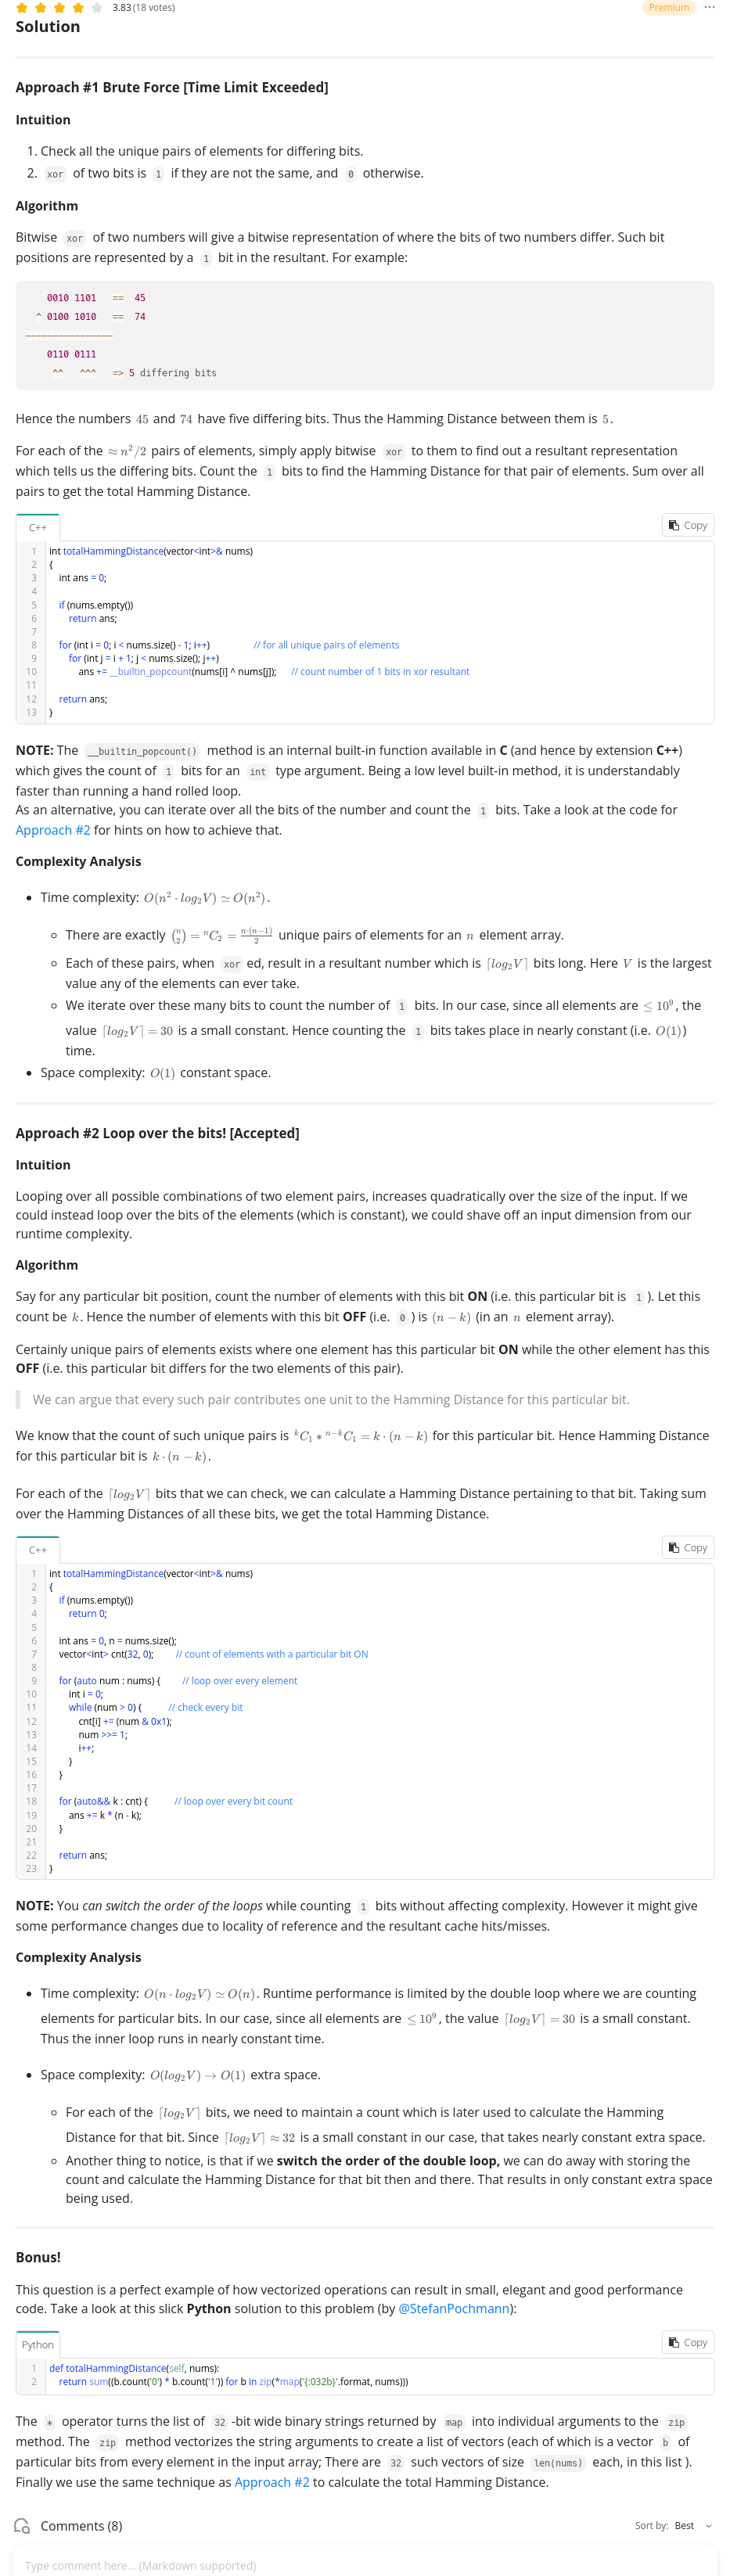 3.83 (18 votes)
Premium
Solution
Approach #1 Brute Force [Time Limit Exceeded]
Intuition
1. Check all the unique pairs of elements for differing bits.
2. xor of two bits is 1 if they are not the same, and 0 otherwise.
Algorithm
Bitwise xor of two numbers will give a bitwise representation of where the bits of two numbers differ. Such bit
positions are represented by a 1 bit in the resultant. For example:
0010 1101 == 45
^ 0100 1010 == 74
----------------
0110 0111
^^ ^^^ => 5 differing bits
Hence the numbers 45 and 74 have five differing bits. Thus the Hamming Distance between them is 5.
For each of the ≈ n²/2 pairs of elements, simply apply bitwise xor to them to find out a resultant representation
which tells us the differing bits. Count the 1 bits to find the Hamming Distance for that pair of elements. Sum over all
pairs to get the total Hamming Distance.
C++
Copy
1 int totalHammingDistance(vector<int>& nums)
2 {
3 int ans = 0;
4
5 if (nums.empty())
6 return ans;
7
8 for (int i = 0; i < nums.size() - 1; i++) // for all unique pairs of elements
9 for (int j = i + 1; j < nums.size(); j++)
10 ans += __builtin_popcount(nums[i] ^ nums[j]); // count number of 1 bits in xor resultant
11
12 return ans;
13 }
NOTE: The __builtin_popcount() method is an internal built-in function available in C (and hence by extension C++)
which gives the count of 1 bits for an int type argument. Being a low level built-in method, it is understandably
faster than running a hand rolled loop.
As an alternative, you can iterate over all the bits of the number and count the 1 bits. Take a look at the code for
Approach #2 for hints on how to achieve that.
Complexity Analysis
• Time complexity: O(n² · log₂V) ≃ O(n²).
◦ There are exactly (n 2) = ⁿC₂ = n·(n−1)/2 unique pairs of elements for an n element array.
◦ Each of these pairs, when xor ed, result in a resultant number which is ⌈log₂V⌉ bits long. Here V is the largest
value any of the elements can ever take.
◦ We iterate over these many bits to count the number of 1 bits. In our case, since all elements are ≤ 10⁹, the
value ⌈log₂V⌉ = 30 is a small constant. Hence counting the 1 bits takes place in nearly constant (i.e. O(1))
time.
• Space complexity: O(1) constant space.
Approach #2 Loop over the bits! [Accepted]
Intuition
Looping over all possible combinations of two element pairs, increases quadratically over the size of the input. If we
could instead loop over the bits of the elements (which is constant), we could shave off an input dimension from our
runtime complexity.
Algorithm
Say for any particular bit position, count the number of elements with this bit ON (i.e. this particular bit is 1 ). Let this
count be k. Hence the number of elements with this bit OFF (i.e. 0 ) is (n − k) (in an n element array).
Certainly unique pairs of elements exists where one element has this particular bit ON while the other element has this
OFF (i.e. this particular bit differs for the two elements of this pair).
We can argue that every such pair contributes one unit to the Hamming Distance for this particular bit.
We know that the count of such unique pairs is ᵏC₁ ∗ ⁿ⁻ᵏC₁ = k · (n − k) for this particular bit. Hence Hamming Distance
for this particular bit is k · (n − k).
For each of the ⌈log₂V⌉ bits that we can check, we can calculate a Hamming Distance pertaining to that bit. Taking sum
over the Hamming Distances of all these bits, we get the total Hamming Distance.
C++
Copy
1 int totalHammingDistance(vector<int>& nums)
2 {
3 if (nums.empty())
4 return 0;
5
6 int ans = 0, n = nums.size();
7 vector<int> cnt(32, 0); // count of elements with a particular bit ON
8
9 for (auto num : nums) { // loop over every element
10 int i = 0;
11 while (num > 0) { // check every bit
12 cnt[i] += (num & 0x1);
13 num >>= 1;
14 i++;
15 }
16 }
17
18 for (auto&& k : cnt) { // loop over every bit count
19 ans += k * (n - k);
20 }
21
22 return ans;
23 }
NOTE: You can switch the order of the loops while counting 1 bits without affecting complexity. However it might give
some performance changes due to locality of reference and the resultant cache hits/misses.
Complexity Analysis
• Time complexity: O(n · log₂V) ≃ O(n). Runtime performance is limited by the double loop where we are counting
elements for particular bits. In our case, since all elements are ≤ 10⁹, the value ⌈log₂V⌉ = 30 is a small constant.
Thus the inner loop runs in nearly constant time.
• Space complexity: O(log₂V) → O(1) extra space.
◦ For each of the ⌈log₂V⌉ bits, we need to maintain a count which is later used to calculate the Hamming
Distance for that bit. Since ⌈log₂V⌉ ≈ 32 is a small constant in our case, that takes nearly constant extra space.
◦ Another thing to notice, is that if we switch the order of the double loop, we can do away with storing the
count and calculate the Hamming Distance for that bit then and there. That results in only constant extra space
being used.
Bonus!
This question is a perfect example of how vectorized operations can result in small, elegant and good performance
code. Take a look at this slick Python solution to this problem (by @StefanPochmann):
Python
Copy
1 def totalHammingDistance(self, nums):
2 return sum((b.count('0') * b.count('1')) for b in zip(*map('{:032b}'.format, nums)))
The * operator turns the list of 32 -bit wide binary strings returned by map into individual arguments to the zip
method. The zip method vectorizes the string arguments to create a list of vectors (each of which is a vector b of
particular bits from every element in the input array; There are 32 such vectors of size len(nums) each, in this list ).
Finally we use the same technique as Approach #2 to calculate the total Hamming Distance.
Comments (8)
Sort by: Best
Type comment here... (Markdown supported)